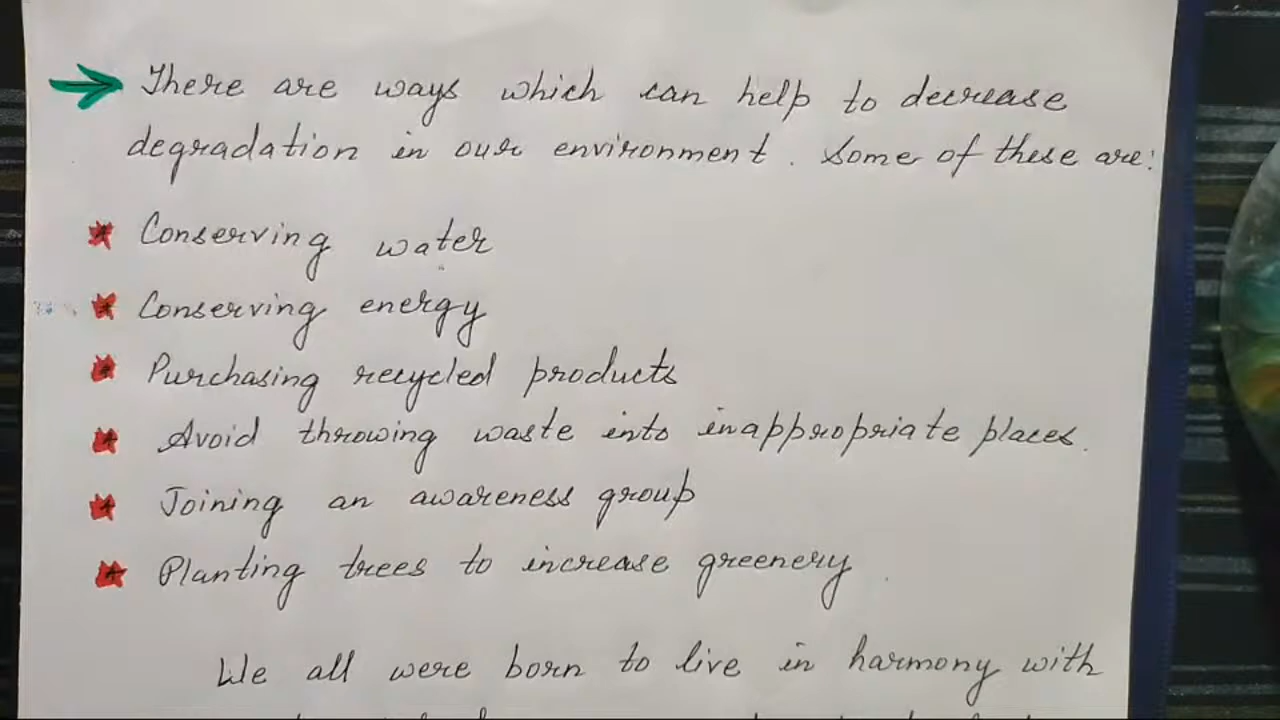 There are ways which can help to decrease
degradation in our environment. Some of these are:
Conserving water
Conserving energy
Purchasing recycled products
Avoid throwing waste into inappropriate places.
Joining an awareness group
Planting trees to increase greenery
We all were born to live in harmony with